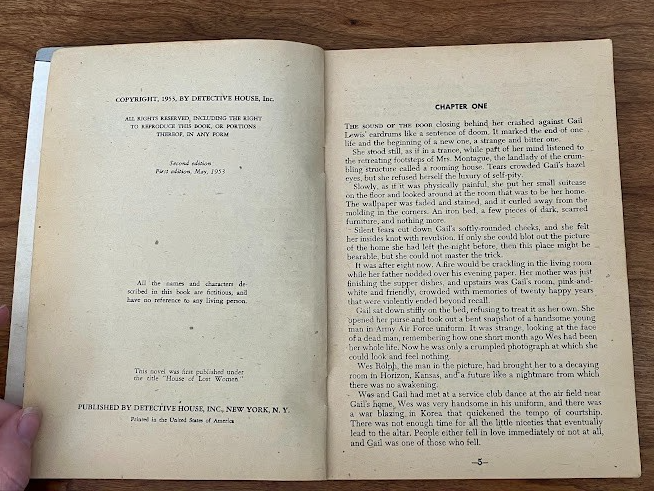 COPYRIGHT, 1953, BY DETECTIVE HOUSE, Inc.
ALL RIGHTS RESERVED, INCLUDING THE RIGHT
TO REPRODUCE THIS BOOK, OR PORTIONS
THEREOF, IN ANY FORM
Second edition
First edition, May, 1953
All the names and characters de-
scribed in this book are fictitious, and
have no reference to any living person.
This novel was first published under
the title "House of Lost Women"
PUBLISHED BY DETECTIVE HOUSE, INC., NEW YORK, N. Y.
Printed in the United States of America
CHAPTER ONE
THE SOUND OF THE DOOR closing behind her crashed against Gail
Lewis' eardrums like a sentence of doom. It marked the end of one
life and the beginning of a new one, a strange and bitter one.
She stood still, as if in a trance, while part of her mind listened to
the retreating footsteps of Mrs. Montague, the landlady of the crum-
bling structure called a rooming house. Tears crowded Gail's hazel
eyes, but she refused herself the luxury of self-pity.
Slowly, as if it was physically painful, she put her small suitcase
on the floor and looked around at the room that was to be her home.
The wallpaper was faded and stained, and it curled away from the
molding in the corners. An iron bed, a few pieces of dark, scarred
furniture, and nothing more.
Silent tears cut down Gail's softly-rounded cheeks, and she felt
her insides knot with revulsion. If only she could blot out the picture
of the home she had left the night before, then this place might be
bearable, but she could not master the trick.
It was after eight now. A fire would be crackling in the living room
while her father nodded over his evening paper. Her mother was just
finishing the supper dishes, and upstairs was Gail's room, pink-and-
white and friendly, crowded with memories of twenty happy years
that were violently ended beyond recall.
Gail sat down stiffly on the bed, refusing to treat it as her own. She
opened her purse and took out a bent snapshot of a handsome young
man in Army Air Force uniform. It was strange, looking at the face
of a dead man, remembering how one short month ago Wes had been
her whole life. Now he was only a crumpled photograph at which she
could look and feel nothing.
Wes Rolph, the man in the picture, had brought her to a decaying
room in Horizon, Kansas, and a future like a nightmare from which
there was no awakening.
Wes and Gail had met at a service club dance at the air field near
Gail's home. Wes was very handsome in his uniform, and there was
a war blazing in Korea that quickened the tempo of courtship.
There was not enough time for all the little niceties that eventually
lead to the altar. People either fell in love immediately or not at all,
and Gail was one of those who fell.
—5—